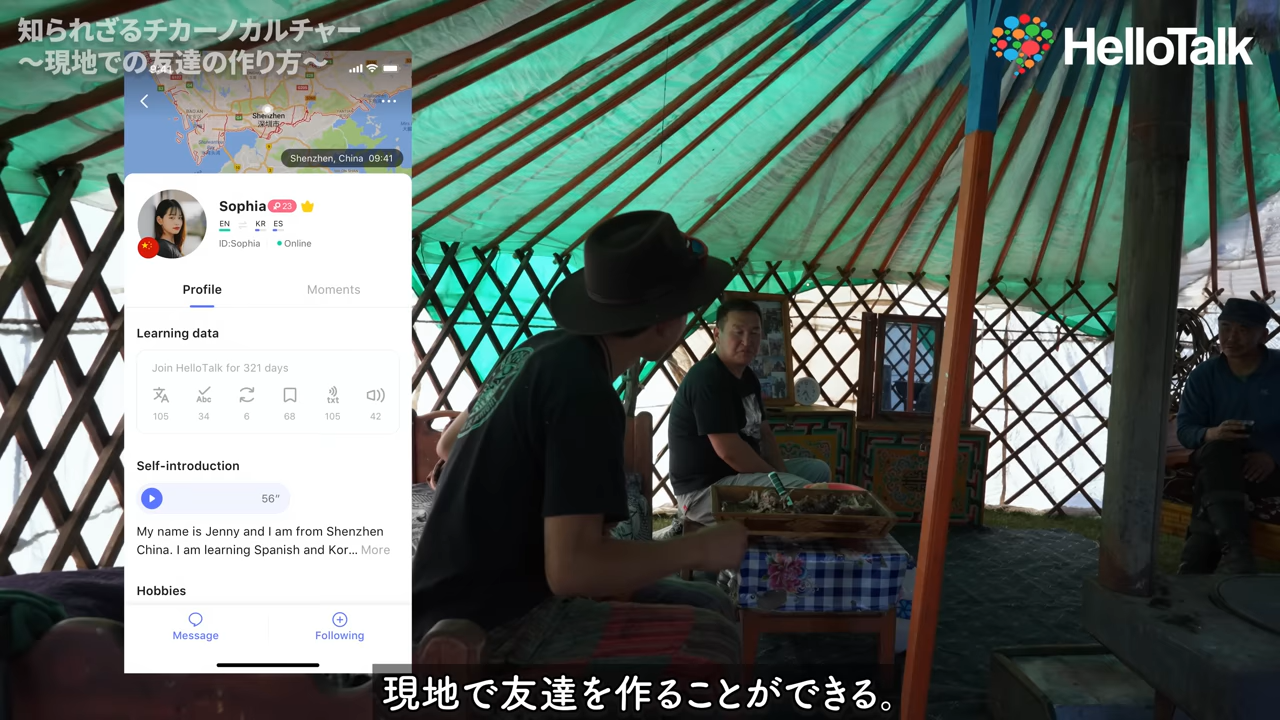 知られざるチカーノカルチャー
〜現地での友達の作り方〜
HelloTalk
Shenzhen
深圳市
Shenzhen, China 09:41
Sophia 23
EN KR ES
ID:Sophia Online
Profile Moments
Learning data
Join HelloTalk for 321 days
Abc txt
105 34 6 68 105 42
Self-introduction
56"
My name is Jenny and I am from Shenzhen
China. I am learning Spanish and Kor... More
Hobbies
Message Following
現地で友達を作ることができる。